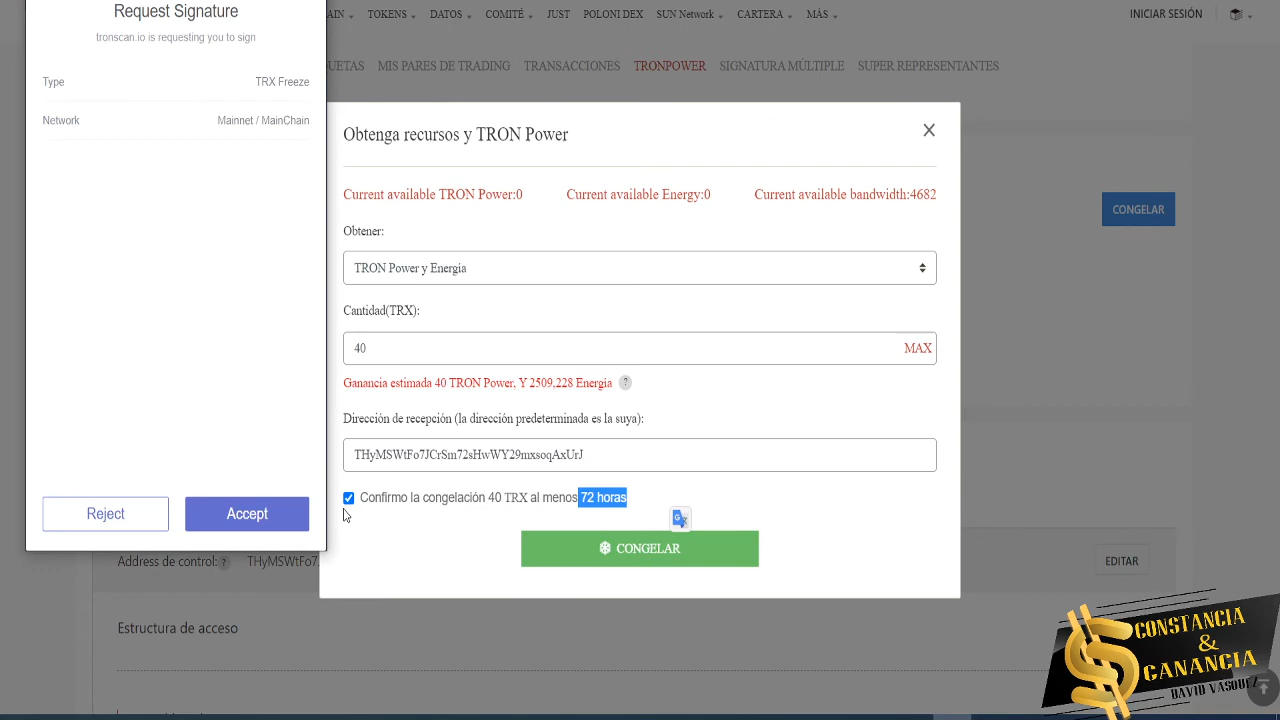 Request Signature
tronscan.io is requesting you to sign
Type TRX Freeze
Network Mainnet / MainChain
Reject Accept
TOKENS DATOS COMITÉ JUST POLONI DEX SUN Network CARTERA MÁS INICIAR SESIÓN
MIS PARES DE TRADING TRANSACCIONES TRONPOWER SIGNATURA MÚLTIPLE SUPER REPRESENTANTES
Obtenga recursos y TRON Power
Current available TRON Power:0 Current available Energy:0 Current available bandwidth:4682
CONGELAR
Obtener:
TRON Power y Energía
Cantidad(TRX):
40 MAX
Ganancia estimada 40 TRON Power, Y 2509,228 Energia ?
Dirección de recepción (la dirección predeterminada es la suya):
THyMSWtFo7JCrSm72sHwWY29mxsoqAxUrJ
Confirmo la congelación 40 TRX al menos 72 horas
CONGELAR
Address de control: ? THyMSWtFo7. EDITAR
Estructura de acceso
CONSTANCIA
&
GANANCIA
DAVID VASQUEZ